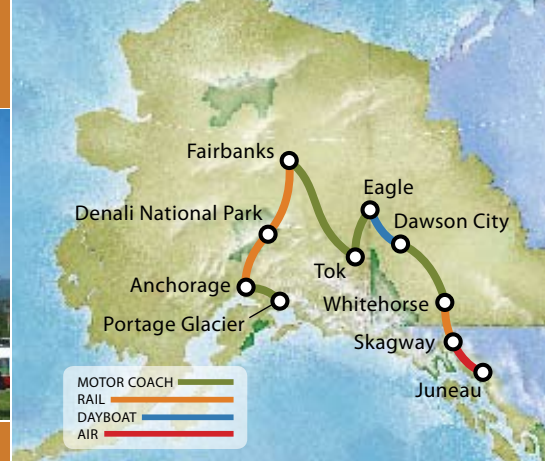 Fairbanks
Eagle
Denali National Park
Dawson City
Tok
Anchorage
Whitehorse
Portage Glacier
Skagway
Juneau
MOTOR COACH
RAIL
DAYBOAT
AIR